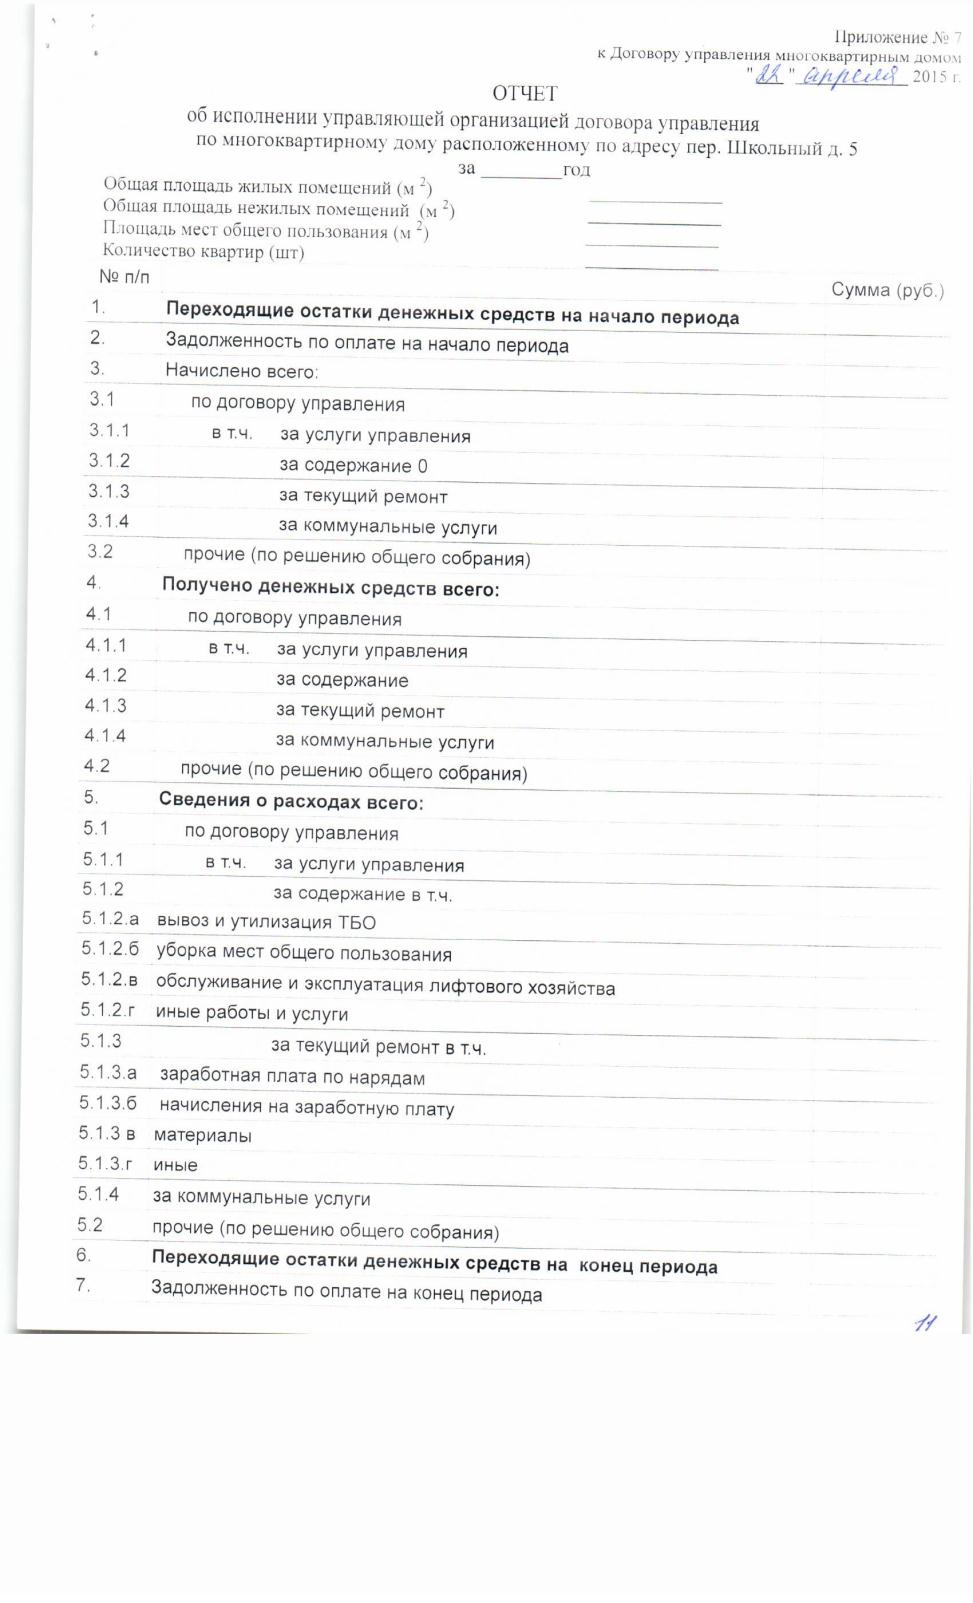 Приложение № 7
к Договору управления многоквартирным домом
"22" апреля 2015 г.
ОТЧЕТ
об исполнении управляющей организацией договора управления
по многоквартирному дому расположенному по адресу пер. Школьный д. 5
за _________год
Общая площадь жилых помещений (м 2)
Общая площадь нежилых помещений (м 2)
Площадь мест общего пользования (м 2)
Количество квартир (шт)
№ п/п Сумма (руб.)
1. Переходящие остатки денежных средств на начало периода
2. Задолженность по оплате на начало периода
3. Начислено всего:
3.1 по договору управления
3.1.1 в т.ч. за услуги управления
3.1.2 за содержание 0
3.1.3 за текущий ремонт
3.1.4 за коммунальные услуги
3.2 прочие (по решению общего собрания)
4. Получено денежных средств всего:
4.1 по договору управления
4.1.1 в т.ч. за услуги управления
4.1.2 за содержание
4.1.3 за текущий ремонт
4.1.4 за коммунальные услуги
4.2 прочие (по решению общего собрания)
5. Сведения о расходах всего:
5.1 по договору управления
5.1.1 в т.ч. за услуги управления
5.1.2 за содержание в т.ч.
5.1.2.а вывоз и утилизация ТБО
5.1.2.б уборка мест общего пользования
5.1.2.в обслуживание и эксплуатация лифтового хозяйства
5.1.2.г иные работы и услуги
5.1.3 за текущий ремонт в т.ч.
5.1.3.а заработная плата по нарядам
5.1.3.б начисления на заработную плату
5.1.3 в материалы
5.1.3.г иные
5.1.4 за коммунальные услуги
5.2 прочие (по решению общего собрания)
6. Переходящие остатки денежных средств на конец периода
7. Задолженность по оплате на конец периода
11